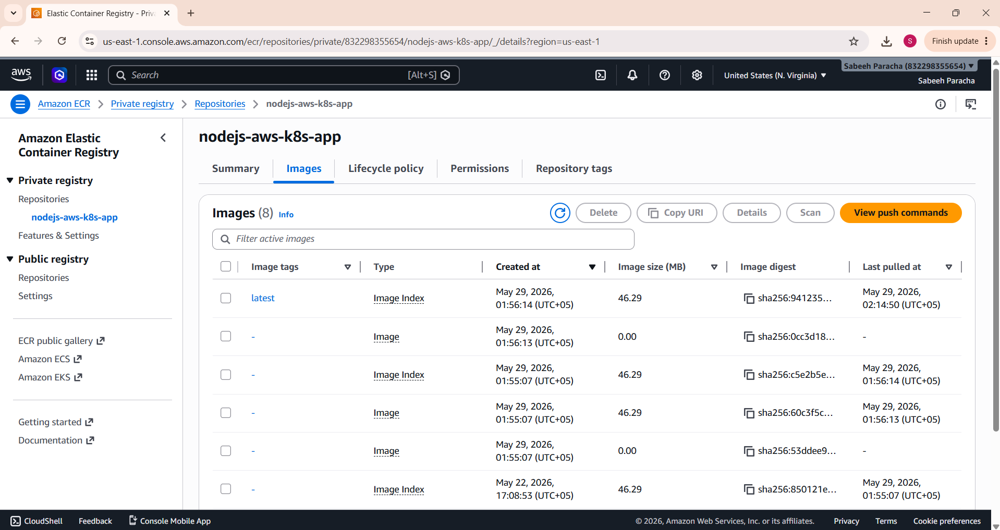 Elastic Container Registry - Priv
us-east-1.console.aws.amazon.com/ecr/repositories/private/832298355654/nodejs-aws-k8s-app/_/details?region=us-east-1
S
Finish update
aws
Search
[Alt+S]
United States (N. Virginia)
Sabeeh Paracha (832298355654)
Sabeeh Paracha
Amazon ECR
Private registry
Repositories
nodejs-aws-k8s-app
Amazon Elastic
Container Registry
Private registry
Repositories
nodejs-aws-k8s-app
Features & Settings
Public registry
Repositories
Settings
ECR public gallery
Amazon ECS
Amazon EKS
Getting started
Documentation
nodejs-aws-k8s-app
Summary
Images
Lifecycle policy
Permissions
Repository tags
Images (8) Info
Delete
Copy URI
Details
Scan
View push commands
Filter active images
Image tags
Type
Created at
Image size (MB)
Image digest
Last pulled at
latest
Image Index
May 29, 2026,
01:56:14 (UTC+05)
46.29
sha256:941235...
May 29, 2026,
02:14:50 (UTC+05)
-
Image
May 29, 2026,
01:56:13 (UTC+05)
0.00
sha256:0cc3d18...
-
-
Image Index
May 29, 2026,
01:55:07 (UTC+05)
46.29
sha256:c5e2b5e...
May 29, 2026,
01:56:14 (UTC+05)
-
Image
May 29, 2026,
01:55:07 (UTC+05)
46.29
sha256:60c3f5c...
May 29, 2026,
01:56:13 (UTC+05)
-
Image
May 29, 2026,
01:55:07 (UTC+05)
0.00
sha256:53ddee9...
-
-
Image Index
May 22, 2026,
17:08:53 (UTC+05)
46.29
sha256:850121e...
May 29, 2026,
01:55:07 (UTC+05)
CloudShell
Feedback
Console Mobile App
© 2026, Amazon Web Services, Inc. or its affiliates.
Privacy
Terms
Cookie preferences